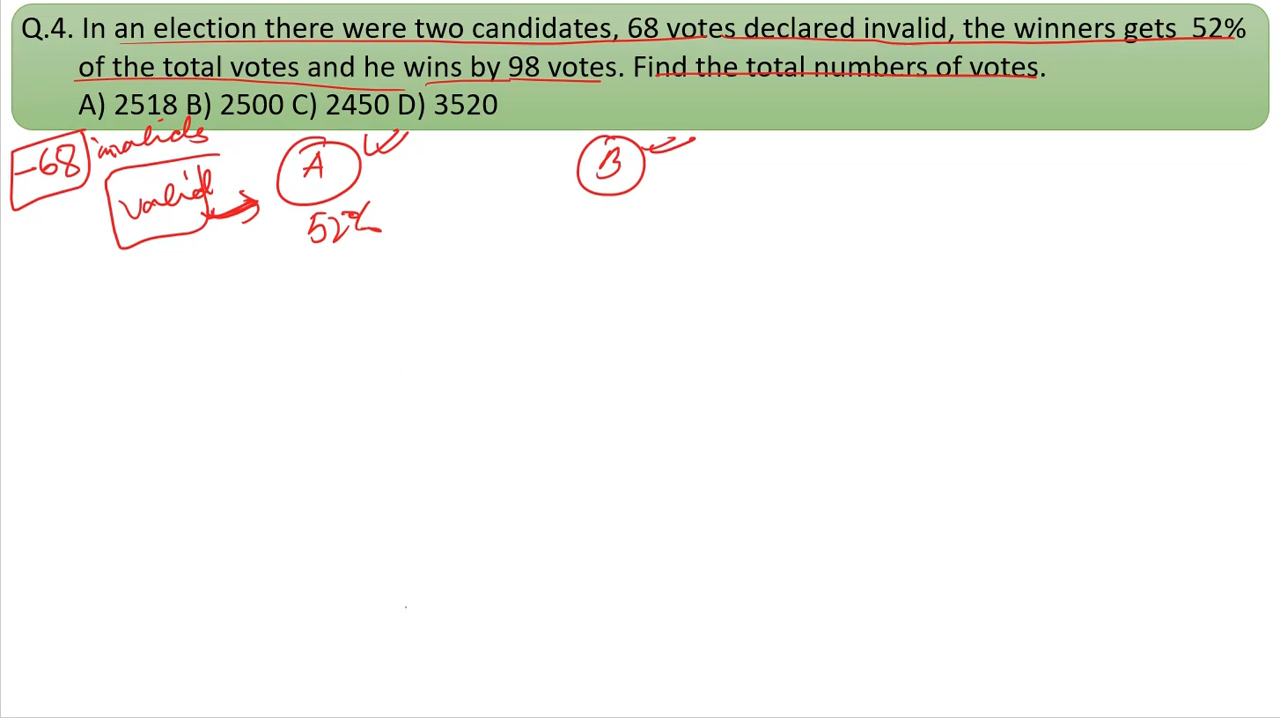 Q.4. In an election there were two candidates, 68 votes declared invalid, the winners gets 52%
of the total votes and he wins by 98 votes. Find the total numbers of votes.
A) 2518 B) 2500 C) 2450 D) 3520
-68 invalids
valid
A
B
52%